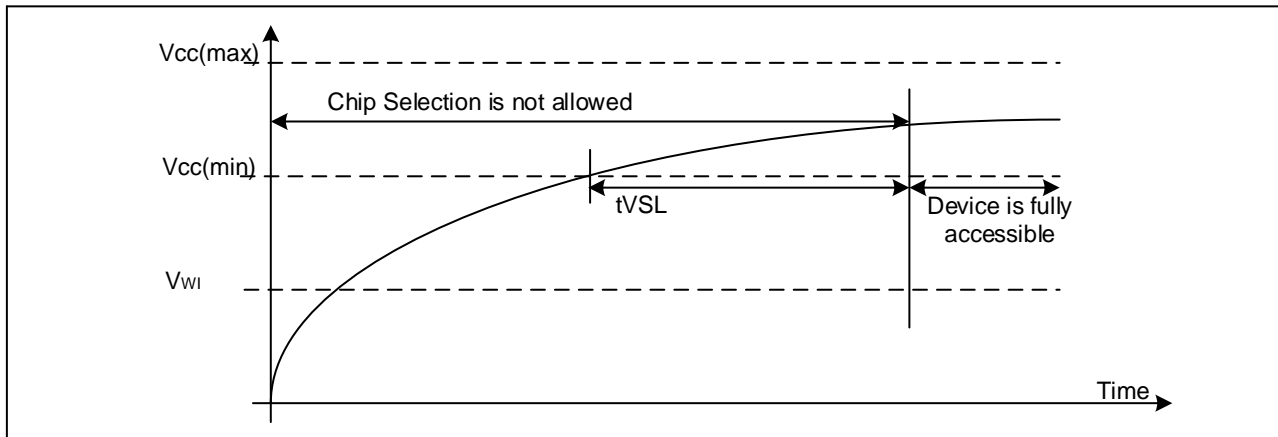 Vcc(max)
Chip Selection is not allowed
Vcc(min)
tVSL
Device is fully
accessible
VWI
Time